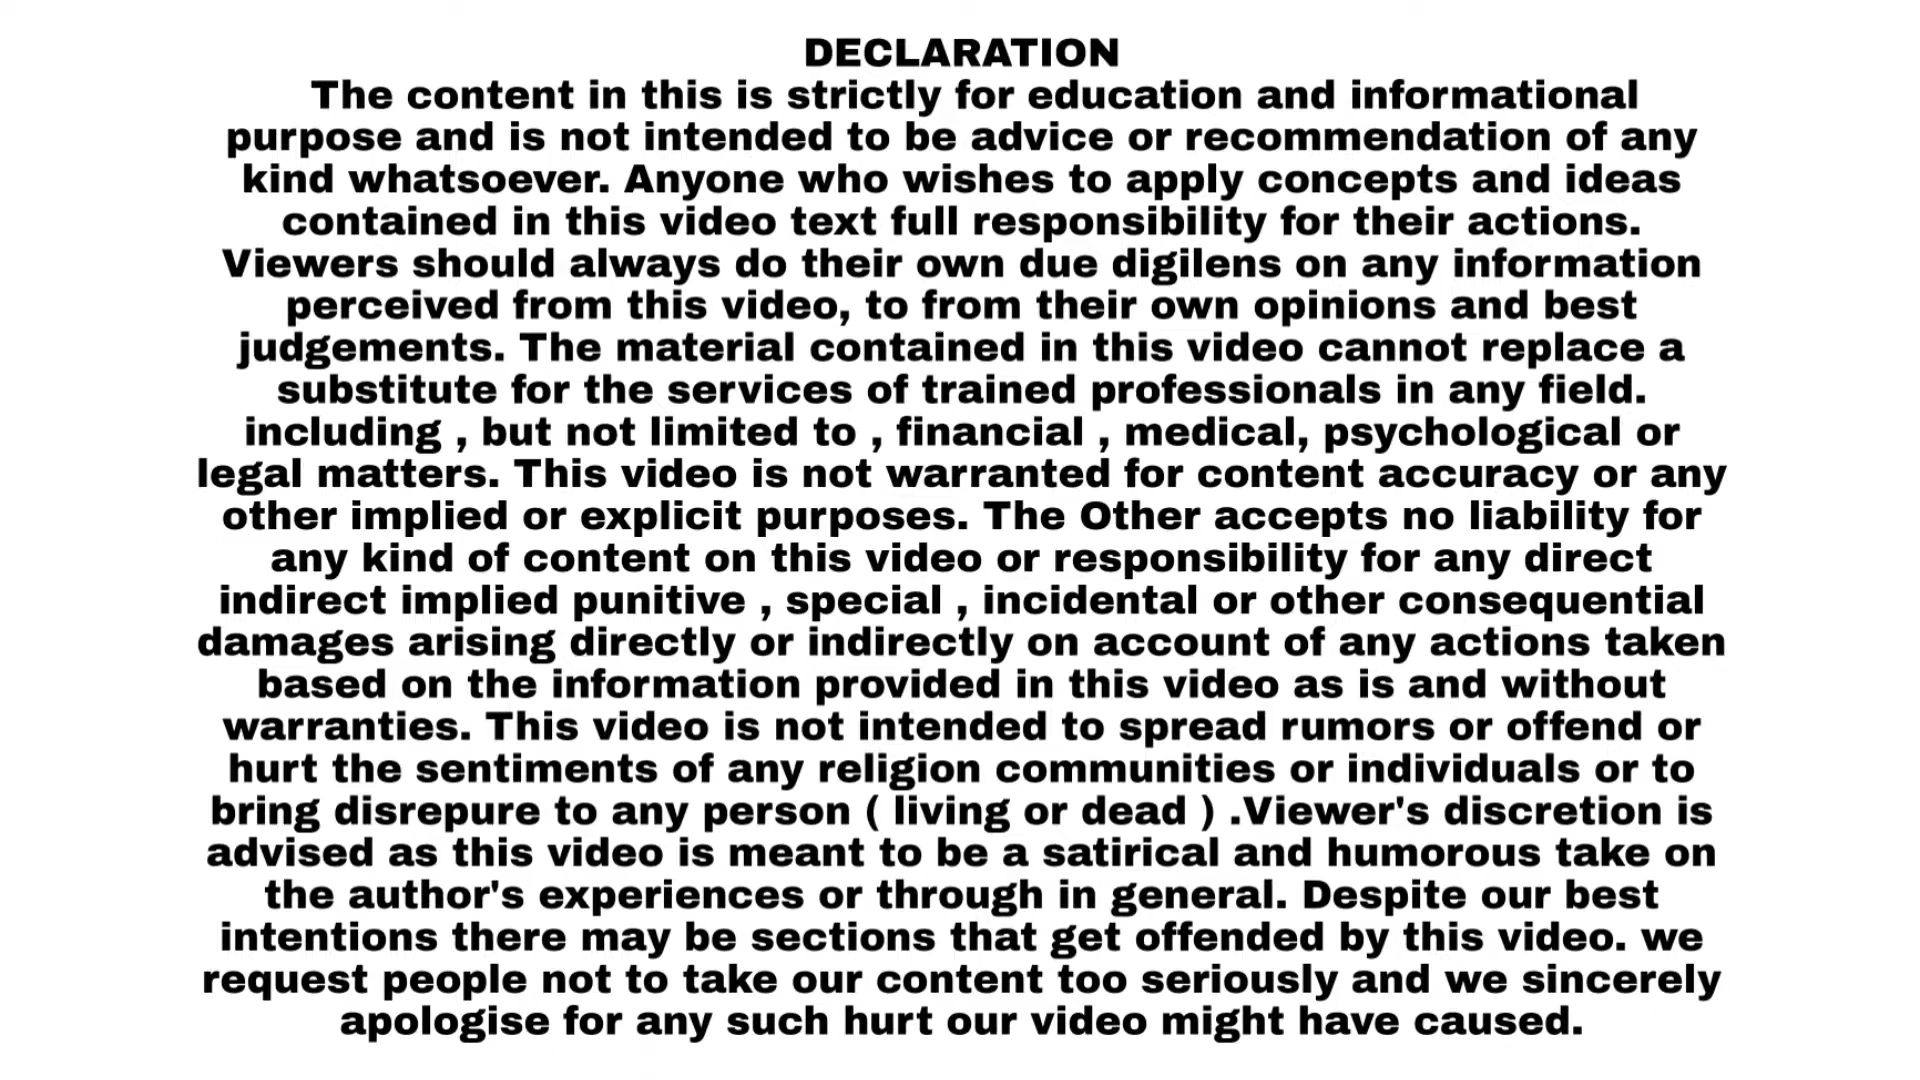 DECLARATION
The content in this is strictly for education and informational
purpose and is not intended to be advice or recommendation of any
kind whatsoever. Anyone who wishes to apply concepts and ideas
contained in this video text full responsibility for their actions.
Viewers should always do their own due digilens on any information
perceived from this video, to from their own opinions and best
judgements. The material contained in this video cannot replace a
substitute for the services of trained professionals in any field.
including , but not limited to , financial , medical, psychological or
legal matters. This video is not warranted for content accuracy or any
other implied or explicit purposes. The Other accepts no liability for
any kind of content on this video or responsibility for any direct
indirect implied punitive , special , incidental or other consequential
damages arising directly or indirectly on account of any actions taken
based on the information provided in this video as is and without
warranties. This video is not intended to spread rumors or offend or
hurt the sentiments of any religion communities or individuals or to
bring disrepure to any person ( living or dead ) .Viewer's discretion is
advised as this video is meant to be a satirical and humorous take on
the author's experiences or through in general. Despite our best
intentions there may be sections that get offended by this video. we
request people not to take our content too seriously and we sincerely
apologise for any such hurt our video might have caused.